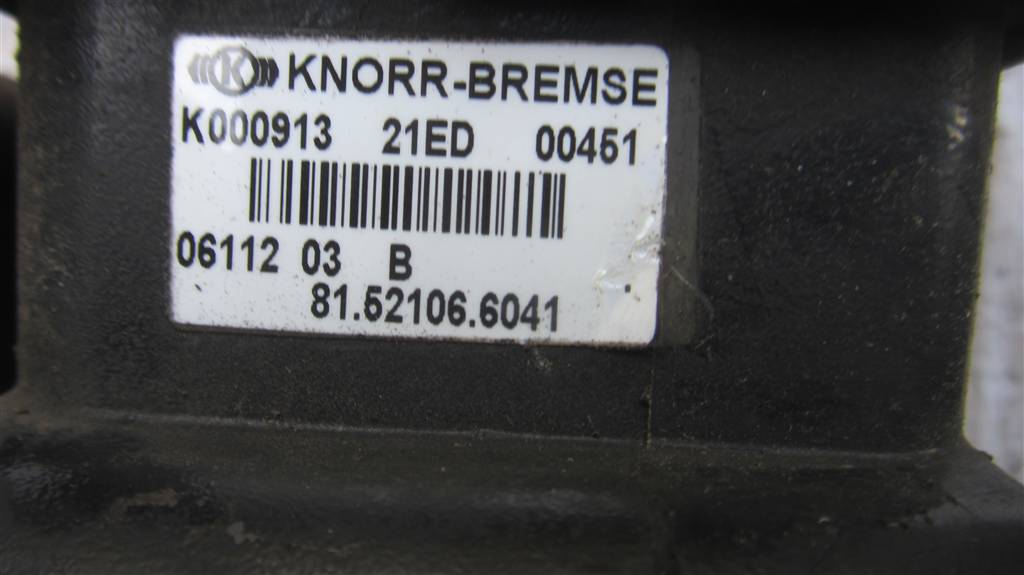 K KNORR-BREMSE
K000913 21ED 00451
06112 03 B
81.52106.6041